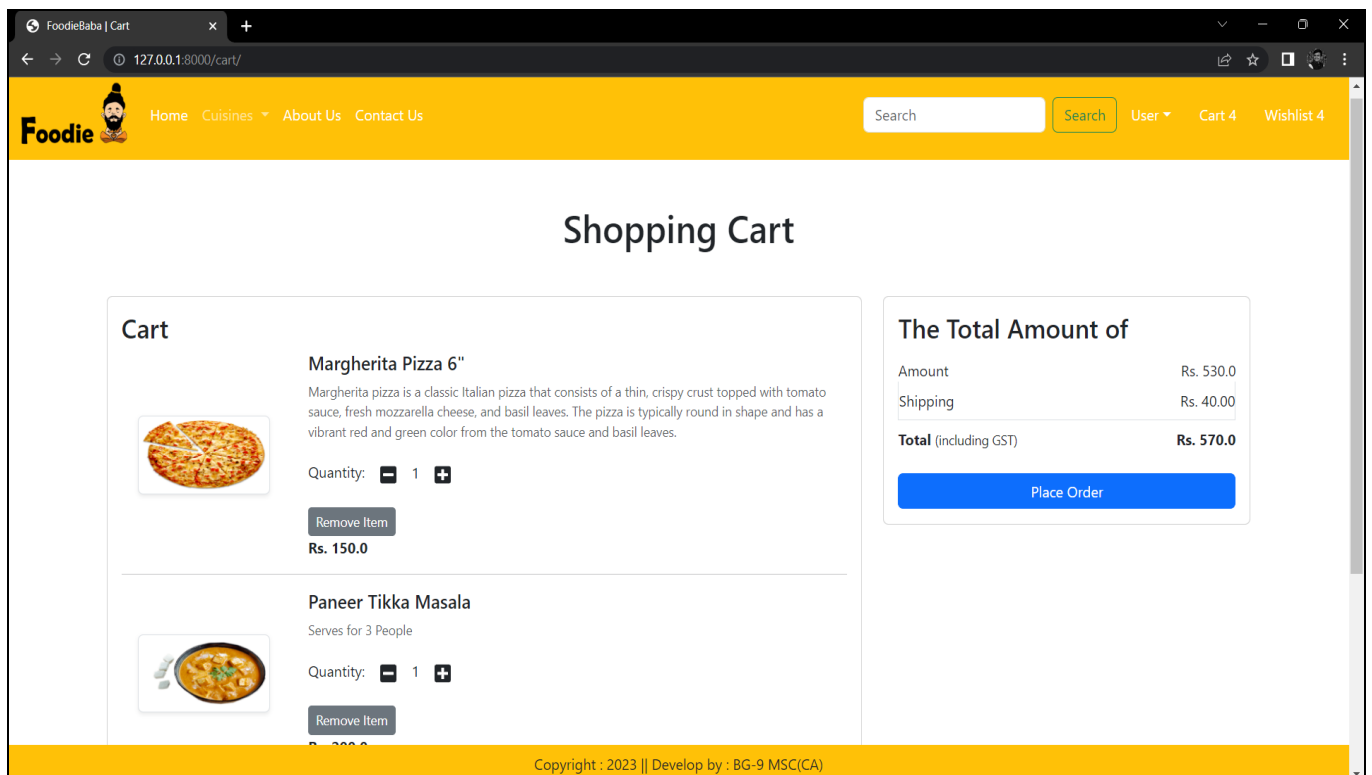 FoodieBaba | Cart
127.0.0.1:8000/cart/
Foodie
Home Cuisines About Us Contact Us
Search Search User Cart 4 Wishlist 4
Shopping Cart
Cart
Margherita Pizza 6"
Margherita pizza is a classic Italian pizza that consists of a thin, crispy crust topped with tomato
sauce, fresh mozzarella cheese, and basil leaves. The pizza is typically round in shape and has a
vibrant red and green color from the tomato sauce and basil leaves.
Quantity: 1
Remove Item
Rs. 150.0
Paneer Tikka Masala
Serves for 3 People
Quantity: 1
Remove Item
The Total Amount of
Amount Rs. 530.0
Shipping Rs. 40.00
Total (including GST) Rs. 570.0
Place Order
Copyright : 2023 || Develop by : BG-9 MSC(CA)